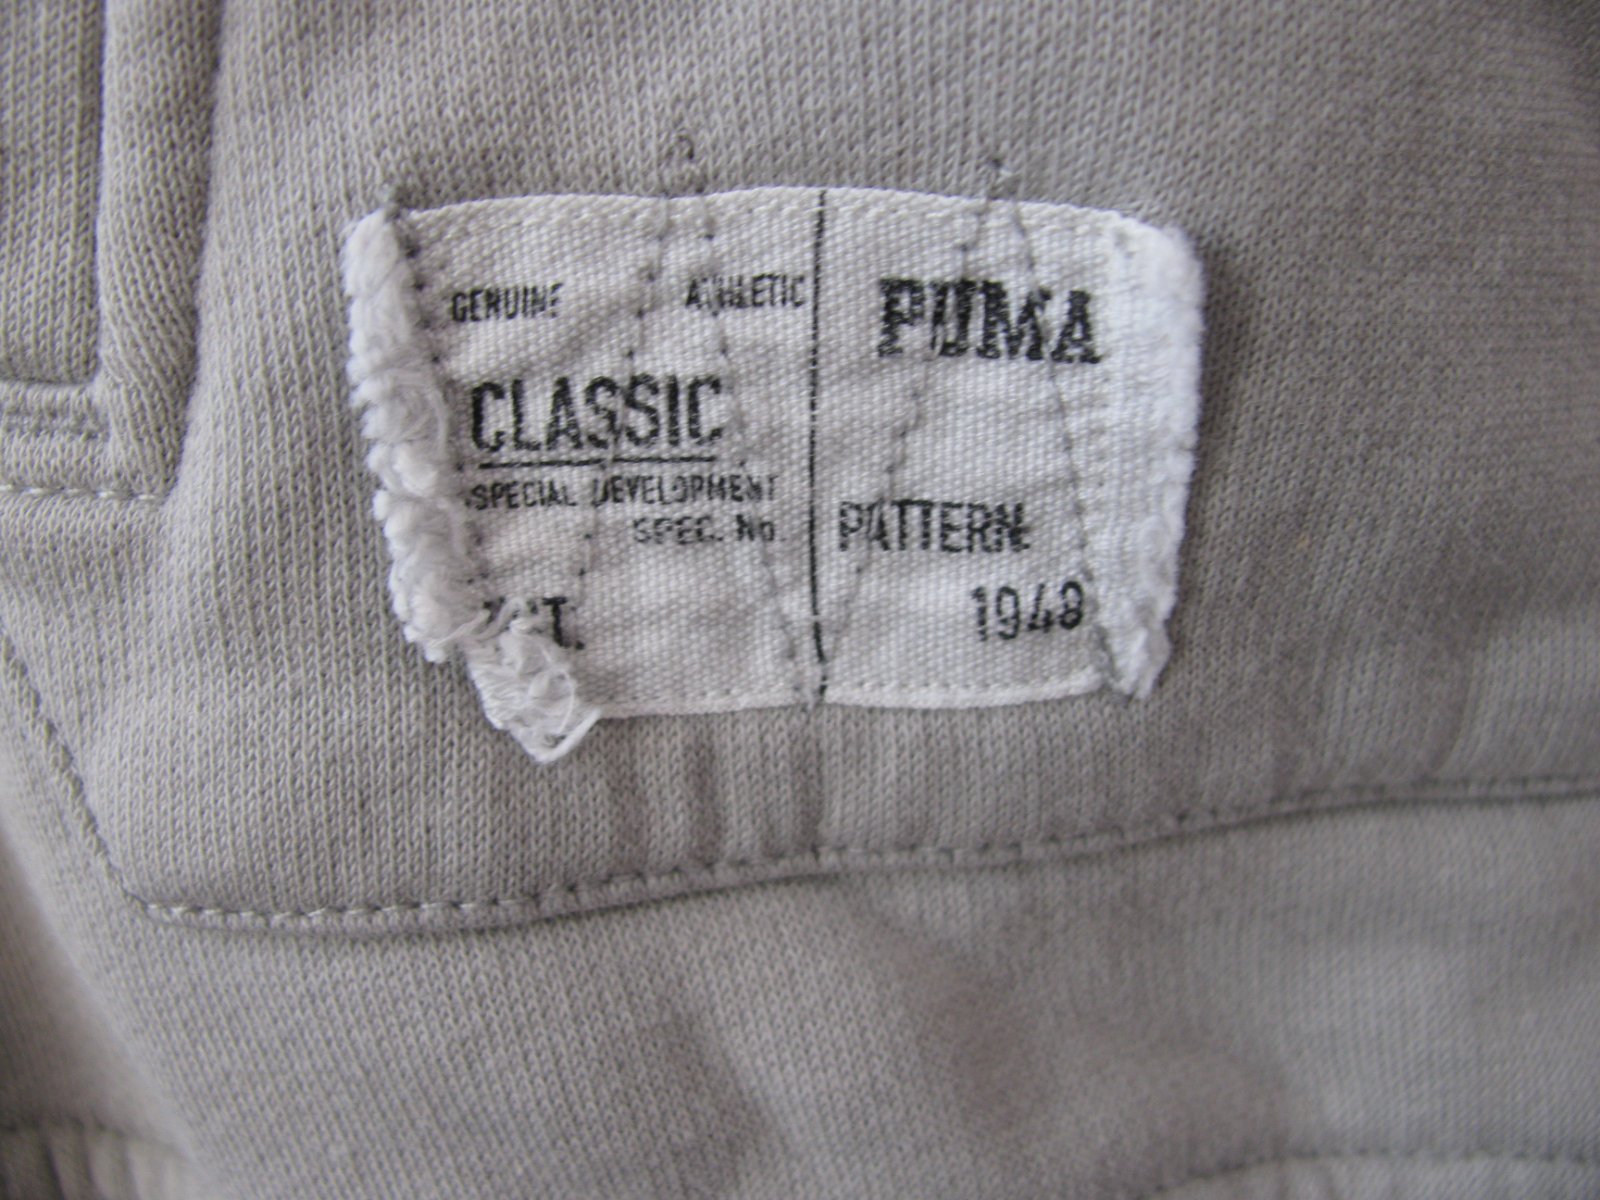 GENUINE ATHLETIC
CLASSIC
SPECIAL DEVELOPMENT
SPEC. No.
PUMA
PATTERN
1948